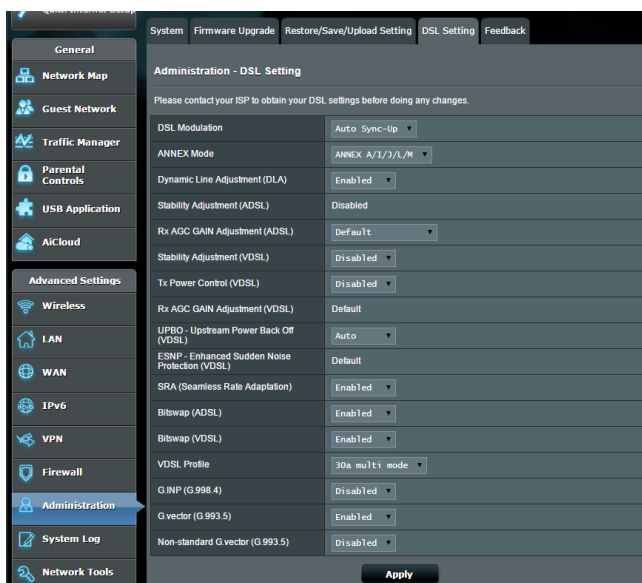 Quick Internet Setup
System Firmware Upgrade Restore/Save/Upload Setting DSL Setting Feedback
General
Network Map
Guest Network
Traffic Manager
Parental
Controls
USB Application
AiCloud
Advanced Settings
Wireless
LAN
WAN
IPv6
VPN
Firewall
Administration
System Log
Network Tools
Administration - DSL Setting
Please contact your ISP to obtain your DSL settings before doing any changes.
DSL Modulation Auto Sync-Up
ANNEX Mode ANNEX A/I/J/L/M
Dynamic Line Adjustment (DLA) Enabled
Stability Adjustment (ADSL) Disabled
Rx AGC GAIN Adjustment (ADSL) Default
Stability Adjustment (VDSL) Disabled
Tx Power Control (VDSL) Disabled
Rx AGC GAIN Adjustment (VDSL) Default
UPBO - Upstream Power Back Off
(VDSL) Auto
ESNP - Enhanced Sudden Noise
Protection (VDSL) Default
SRA (Seamless Rate Adaptation) Enabled
Bitswap (ADSL) Enabled
Bitswap (VDSL) Enabled
VDSL Profile 30a multi mode
G.INP (G.998.4) Disabled
G.vector (G.993.5) Enabled
Non-standard G.vector (G.993.5) Disabled
Apply